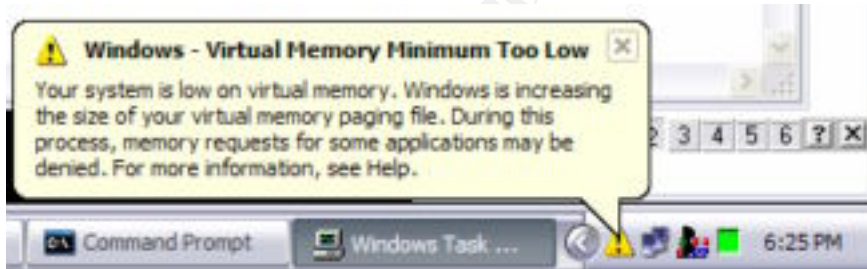 Windows - Virtual Memory Minimum Too Low
Your system is low on virtual memory. Windows is increasing
the size of your virtual memory paging file. During this
process, memory requests for some applications may be
denied. For more information, see Help.
2 3 4 5 6 ? X
Command Prompt
Windows Task ...
6:25 PM